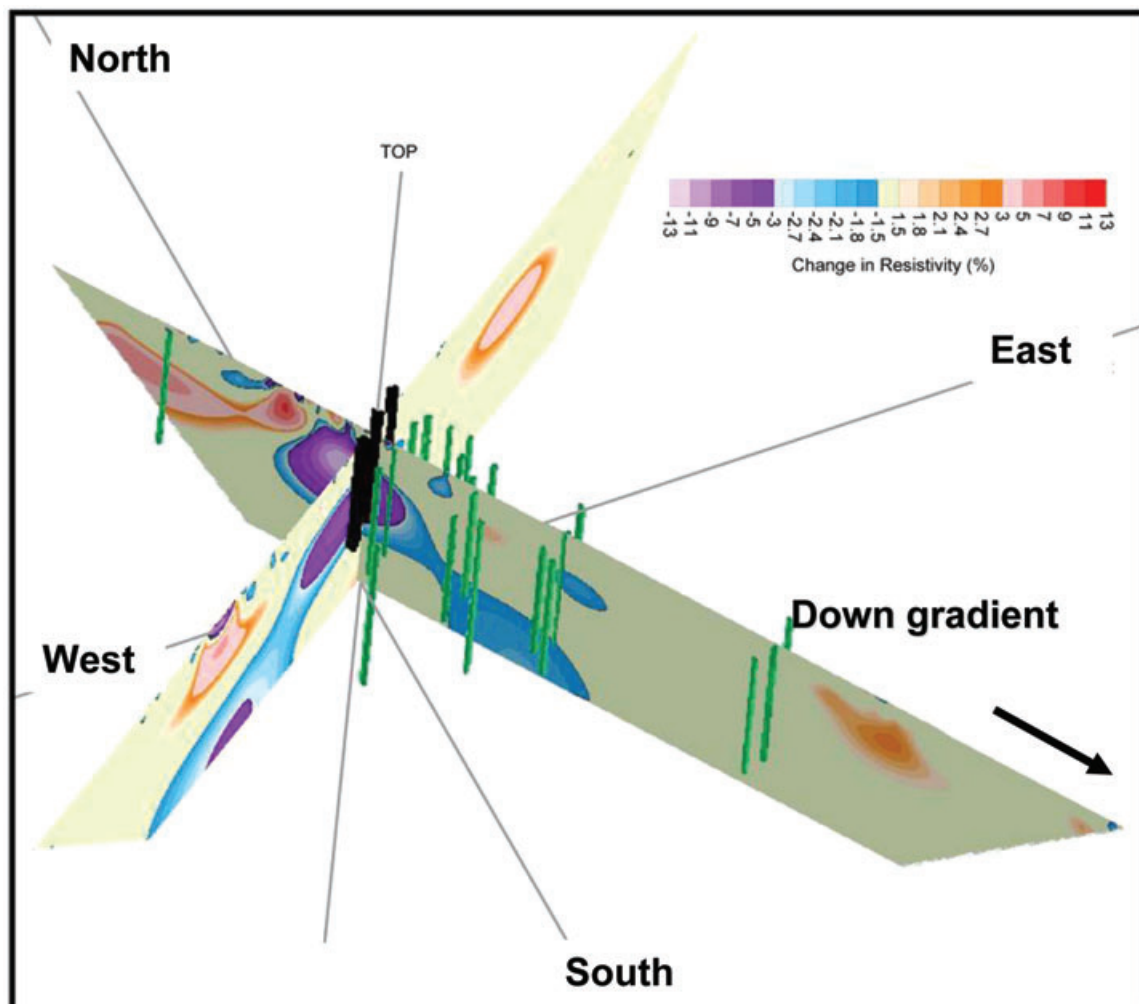 North
TOP
-13 -11 -9 -7 -5 -3 -2.7 -2.4 -2.1 -1.8 -1.5 1.5 1.8 2.1 2.4 2.7 3 5 7 9 11 13
Change in Resistivity (%)
East
Down gradient
West
South